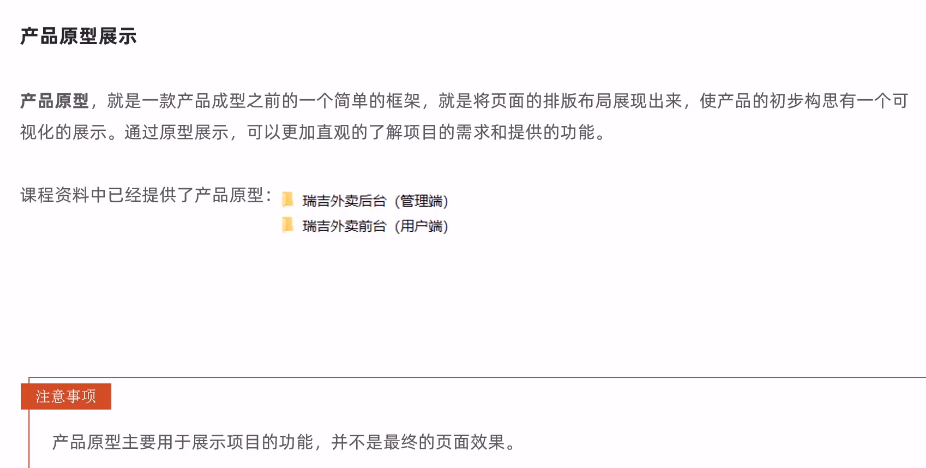 产品原型展示
产品原型，就是一款产品成型之前的一个简单的框架，就是将页面的排版布局展现出来，使产品的初步构思有一个可
视化的展示。通过原型展示，可以更加直观的了解项目的需求和提供的功能。
课程资料中已经提供了产品原型：
瑞吉外卖后台（管理端）
瑞吉外卖前台（用户端）
注意事项
产品原型主要用于展示项目的功能，并不是最终的页面效果。